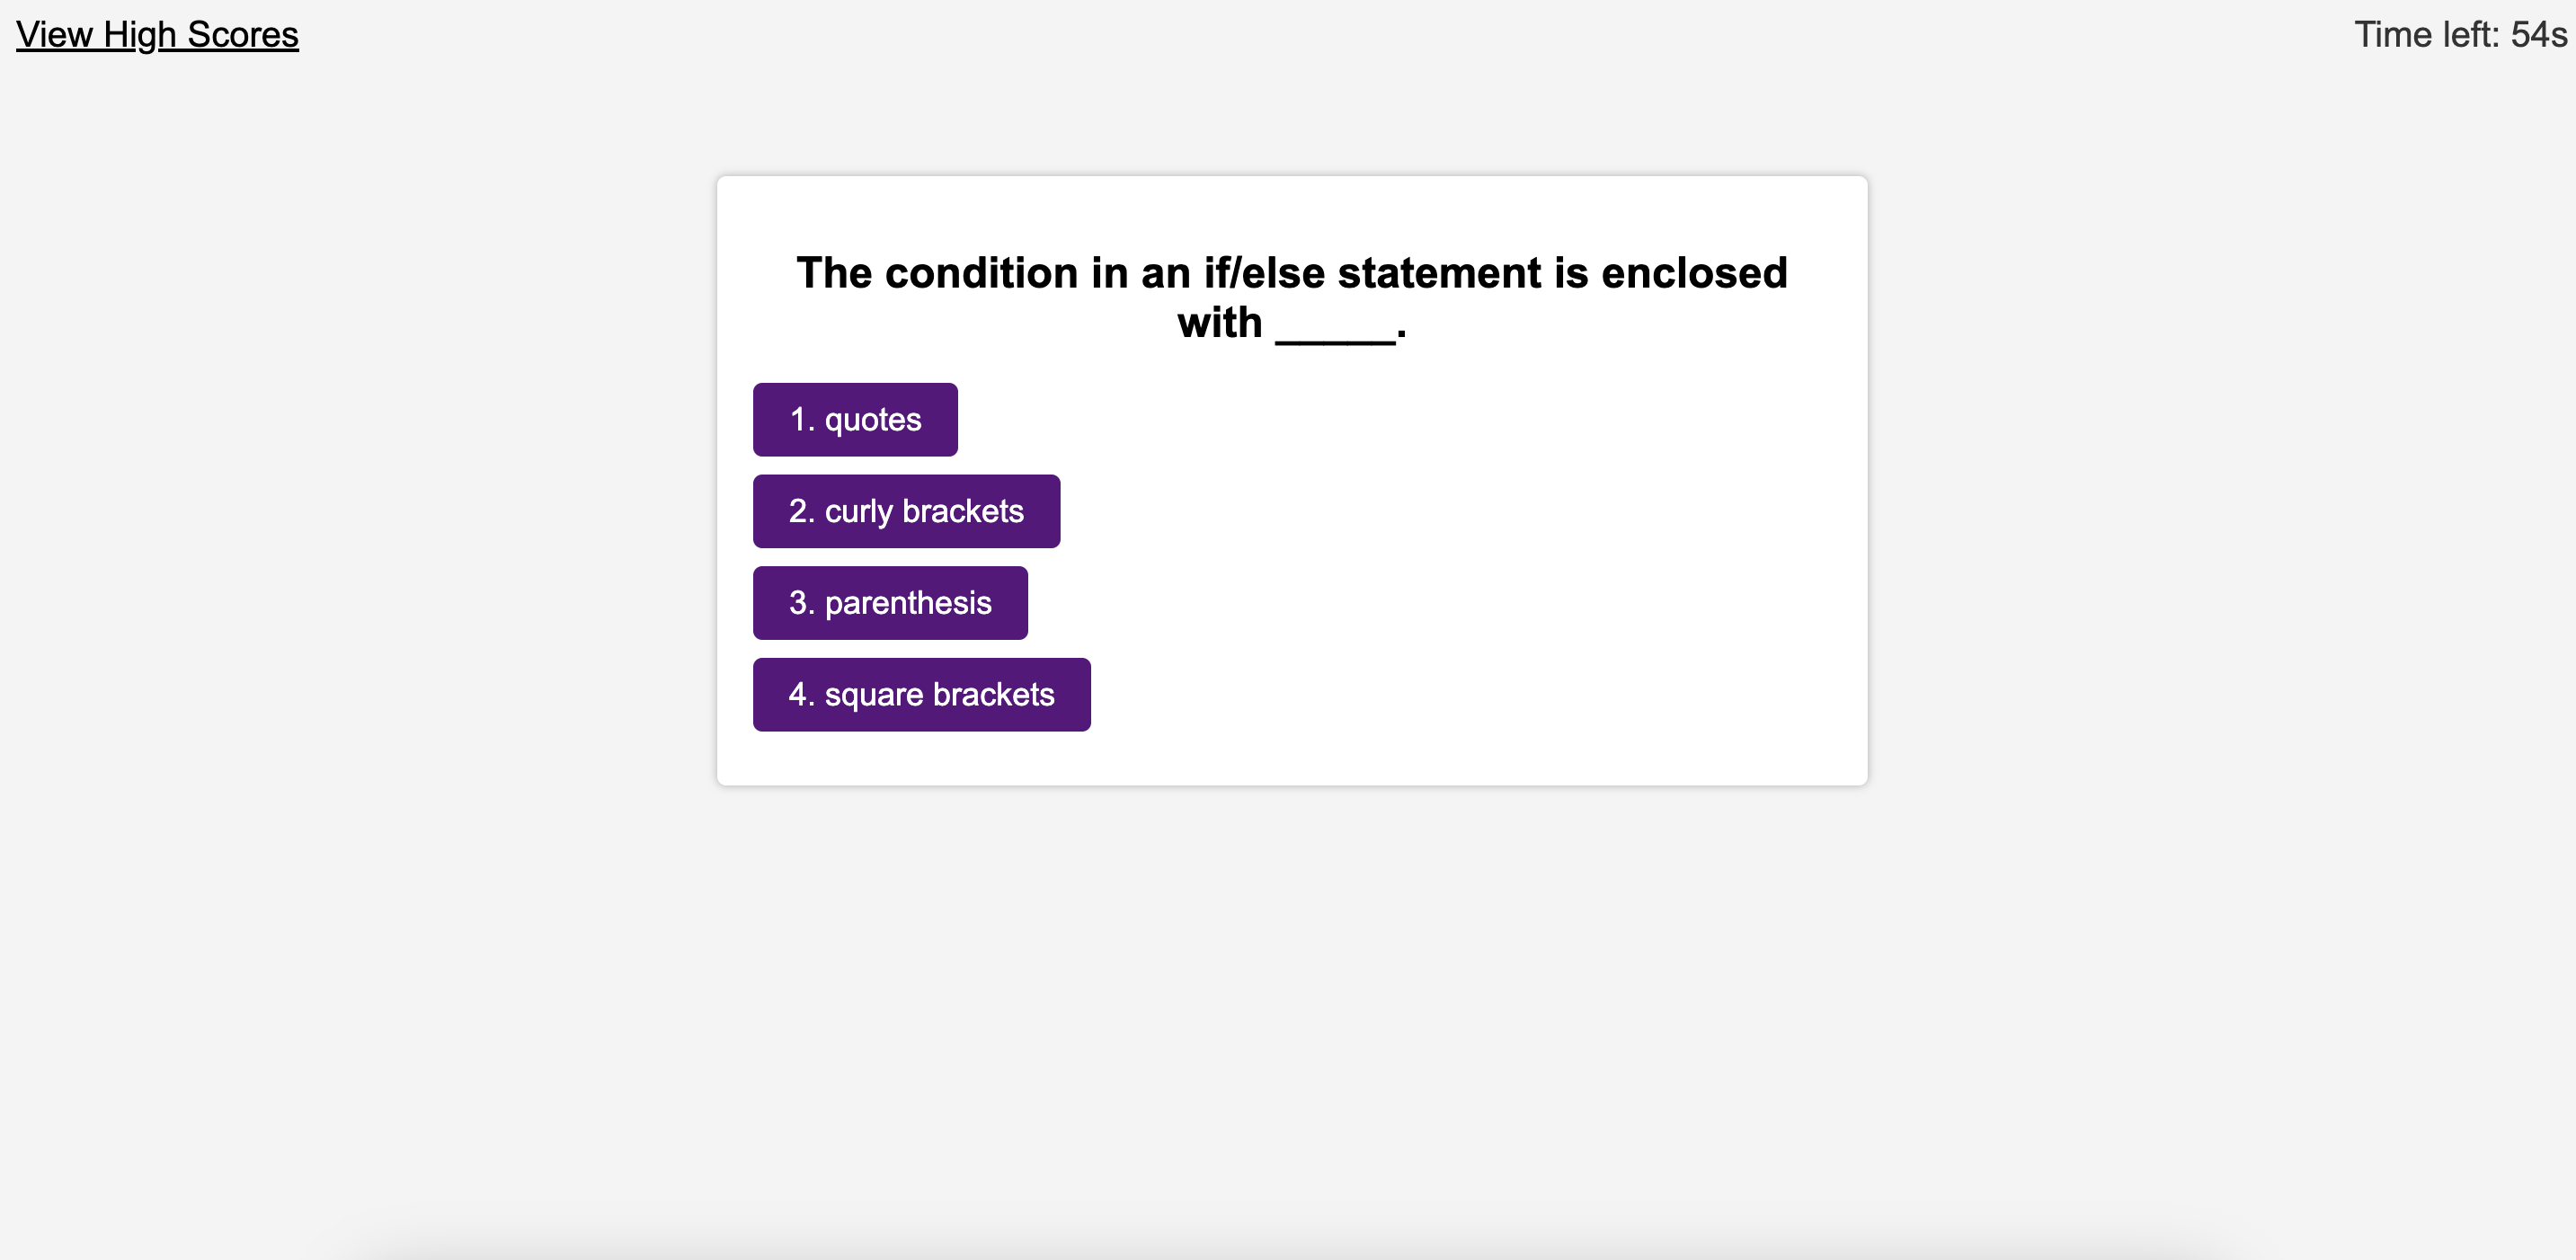 View High Scores
Time left: 54s
The condition in an if/else statement is enclosed
with _____.
1. quotes
2. curly brackets
3. parenthesis
4. square brackets